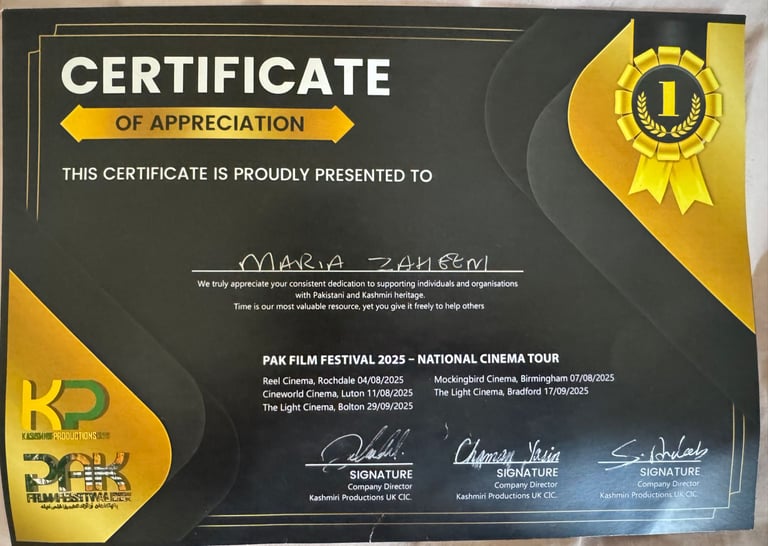 CERTIFICATE
OF APPRECIATION
1
THIS CERTIFICATE IS PROUDLY PRESENTED TO
MARIA ZAHEENI
We truly appreciate your consistent dedication to supporting individuals and organisations
with Pakistani and Kashmiri heritage.
Time is our most valuable resource, yet you give it freely to help others
PAK FILM FESTIVAL 2025 – NATIONAL CINEMA TOUR
Reel Cinema, Rochdale 04/08/2025
Mockingbird Cinema, Birmingham 07/08/2025
Cineworld Cinema, Luton 11/08/2025
The Light Cinema, Bradford 17/09/2025
The Light Cinema, Bolton 29/09/2025
KP
KASHMIRI PRODUCTIONS
PAK
FILM FESTIVAL
Chaman Yasin
SIGNATURE
Company Director
Kashmiri Productions UK CIC.
SIGNATURE
Company Director
Kashmiri Productions UK CIC.
SIGNATURE
Company Director
Kashmiri Productions UK CIC.